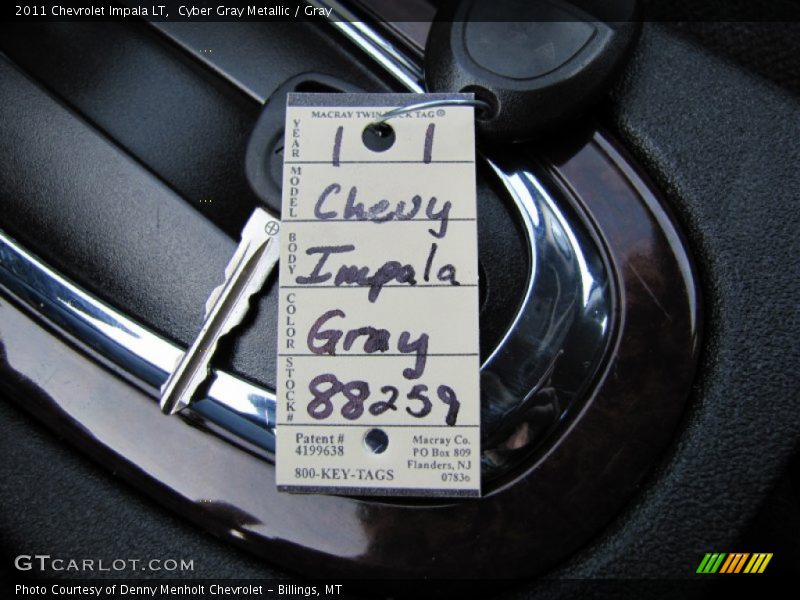 2011 Chevrolet Impala LT, Cyber Gray Metallic / Gray
MACRAY TWIN LOCK TAG®
YEAR 1 1
MODEL Chevy
BODY Impala
COLOR Gray
STOCK# 88259
Patent #
4199638
800-KEY-TAGS
Macray Co.
PO Box 809
Flanders, NJ
07836
GTCARLOT.COM
Photo Courtesy of Denny Menholt Chevrolet - Billings, MT